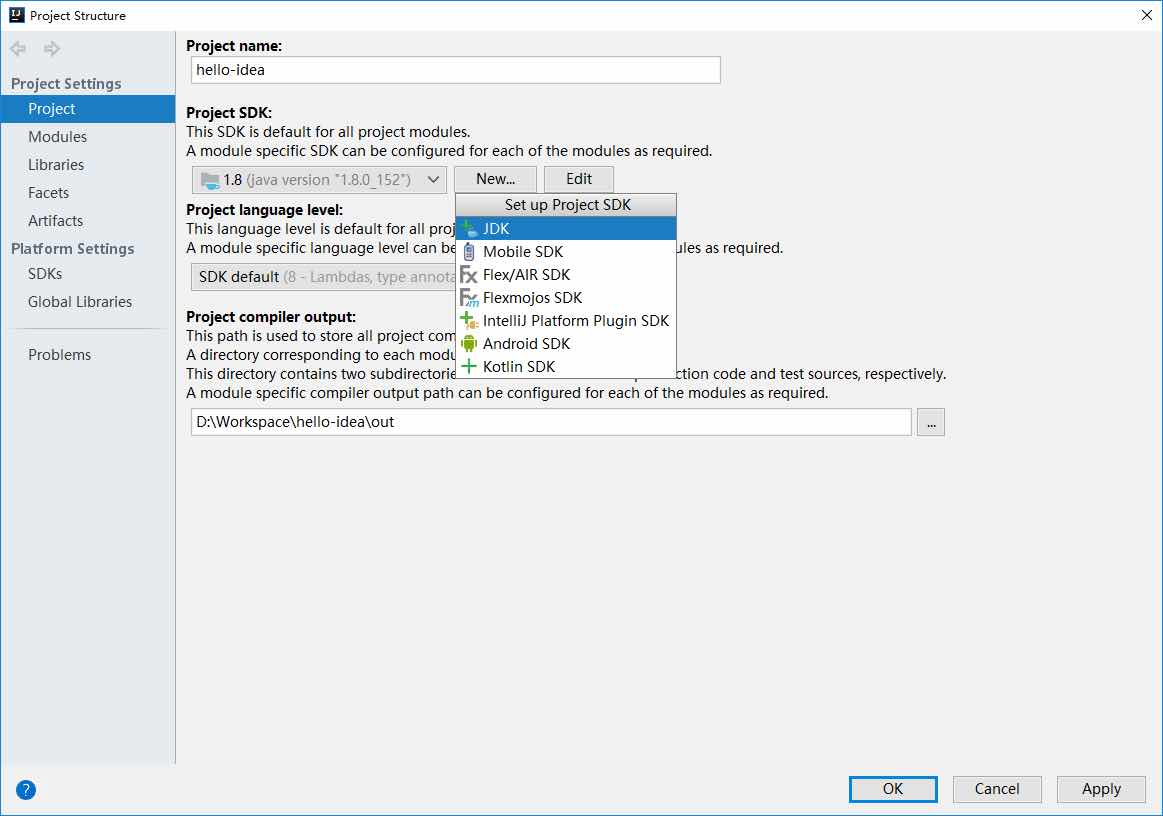 Project Structure
Project Settings
Project
Modules
Libraries
Facets
Artifacts
Platform Settings
SDKs
Global Libraries
Problems
Project name:
hello-idea
Project SDK:
This SDK is default for all project modules.
A module specific SDK can be configured for each of the modules as required.
1.8 (java version "1.8.0_152") New... Edit
Set up Project SDK
JDK
Mobile SDK
Flex/AIR SDK
Flexmojos SDK
IntelliJ Platform Plugin SDK
Android SDK
Kotlin SDK
Project language level:
This language level is default for all proj
A module specific language level can be ules as required.
SDK default (8 - Lambdas, type annota
Project compiler output:
This path is used to store all project com
A directory corresponding to each modu
This directory contains two subdirectorie ction code and test sources, respectively.
A module specific compiler output path can be configured for each of the modules as required.
D:\Workspace\hello-idea\out ...
? OK Cancel Apply